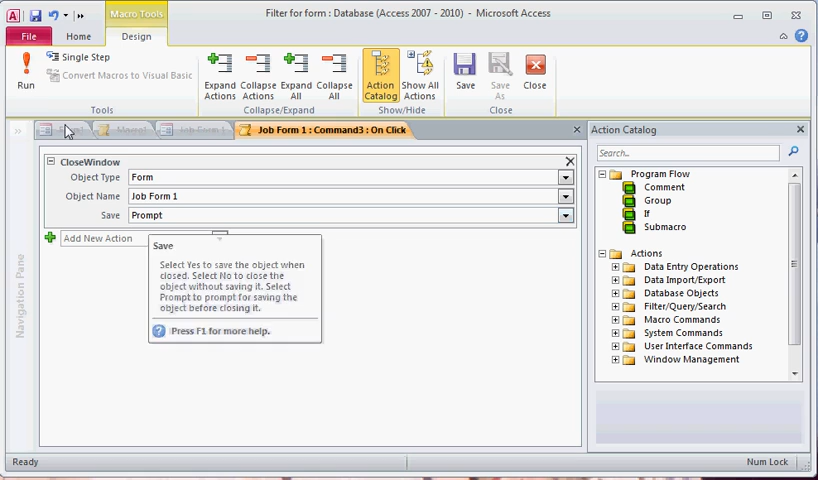 Macro Tools
Filter for form : Database (Access 2007 - 2010) - Microsoft Access
File
Home
Design
Run
Single Step
Convert Macros to Visual Basic
Tools
Expand Actions
Collapse Actions
Expand All
Collapse All
Collapse/Expand
Action Catalog
Show All Actions
Show/Hide
Save
Save As
Close
Close
Job Form 1
Job Form 1 : Command3 : On Click
CloseWindow
Object Type
Form
Object Name
Job Form 1
Save
Prompt
Add New Action
Save
Select Yes to save the object when
closed. Select No to close the
object without saving it. Select
Prompt to prompt for saving the
object before closing it.
Press F1 for more help.
Navigation Pane
Action Catalog
Search...
Program Flow
Comment
Group
If
Submacro
Actions
Data Entry Operations
Data Import/Export
Database Objects
Filter/Query/Search
Macro Commands
System Commands
User Interface Commands
Window Management
Ready
Num Lock